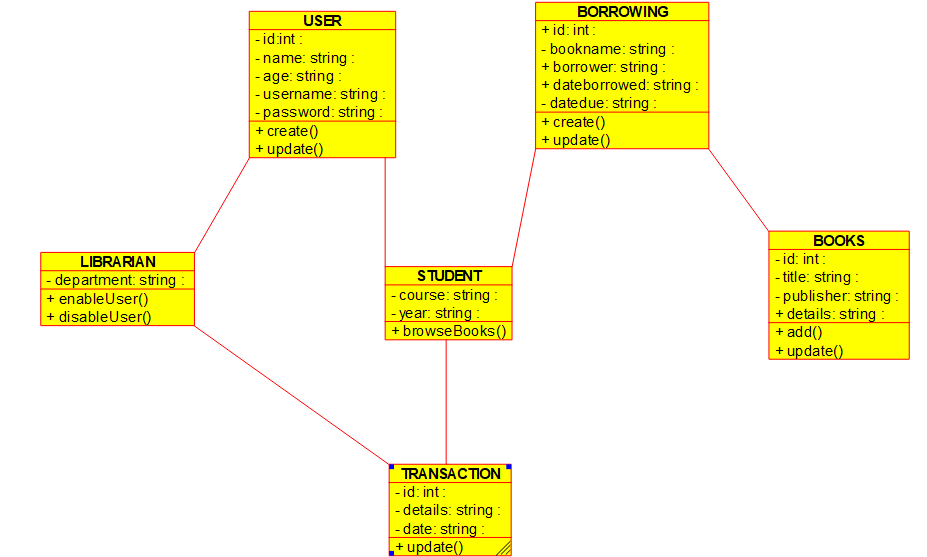 USER
- id:int :
- name: string :
- age: string :
- username: string :
- password: string :
+ create()
+ update()
BORROWING
+ id: int :
- bookname: string :
+ borrower: string :
+ dateborrowed: string :
- datedue: string :
+ create()
+ update()
LIBRARIAN
- department: string :
+ enableUser()
+ disableUser()
STUDENT
- course: string :
- year: string :
+ browseBooks()
BOOKS
- id: int :
- title: string :
- publisher: string :
+ details: string :
+ add()
+ update()
TRANSACTION
- id: int :
- details: string :
- date: string :
+ update()